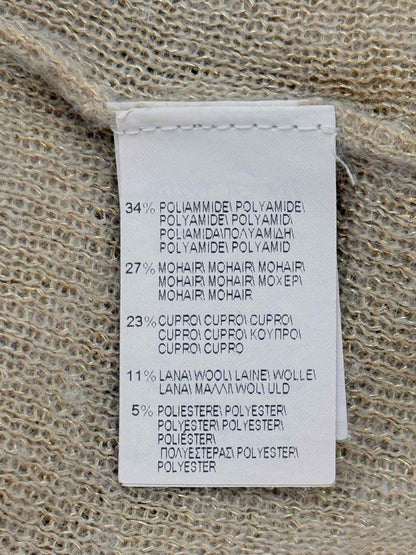 34% POLIAMMIDE\ POLYAMIDE\
POLYAMIDE\ POLYAMID\
POLIAMIDA\ΠΟΛΥΑΜΙΔΗ\
POLYAMIDE\ POLYAMID
27% MOHAIR\ MOHAIR\ MOHAIR\
MOHAIR\ MOHAIR\ ΜΟΧΕΡ\
MOHAIR\ MOHAIR
23% CUPRO\ CUPRO\ CUPRO\
CUPRO\ CUPRO\ ΚΟΥΠΡΟ\
CUPRO\ CUPRO
11% LANA\ WOOL\ LAINE\ WOLLE\
LANA\ ΜΑΛΛΙ\ WOL\ ULD
5% POLIESTERE\ POLYESTER\
POLYESTER\ POLYESTER\
POLIÉSTER\
ΠΟΛΥΕΣΤΕΡΑΣ\ POLYESTER\
POLYESTER